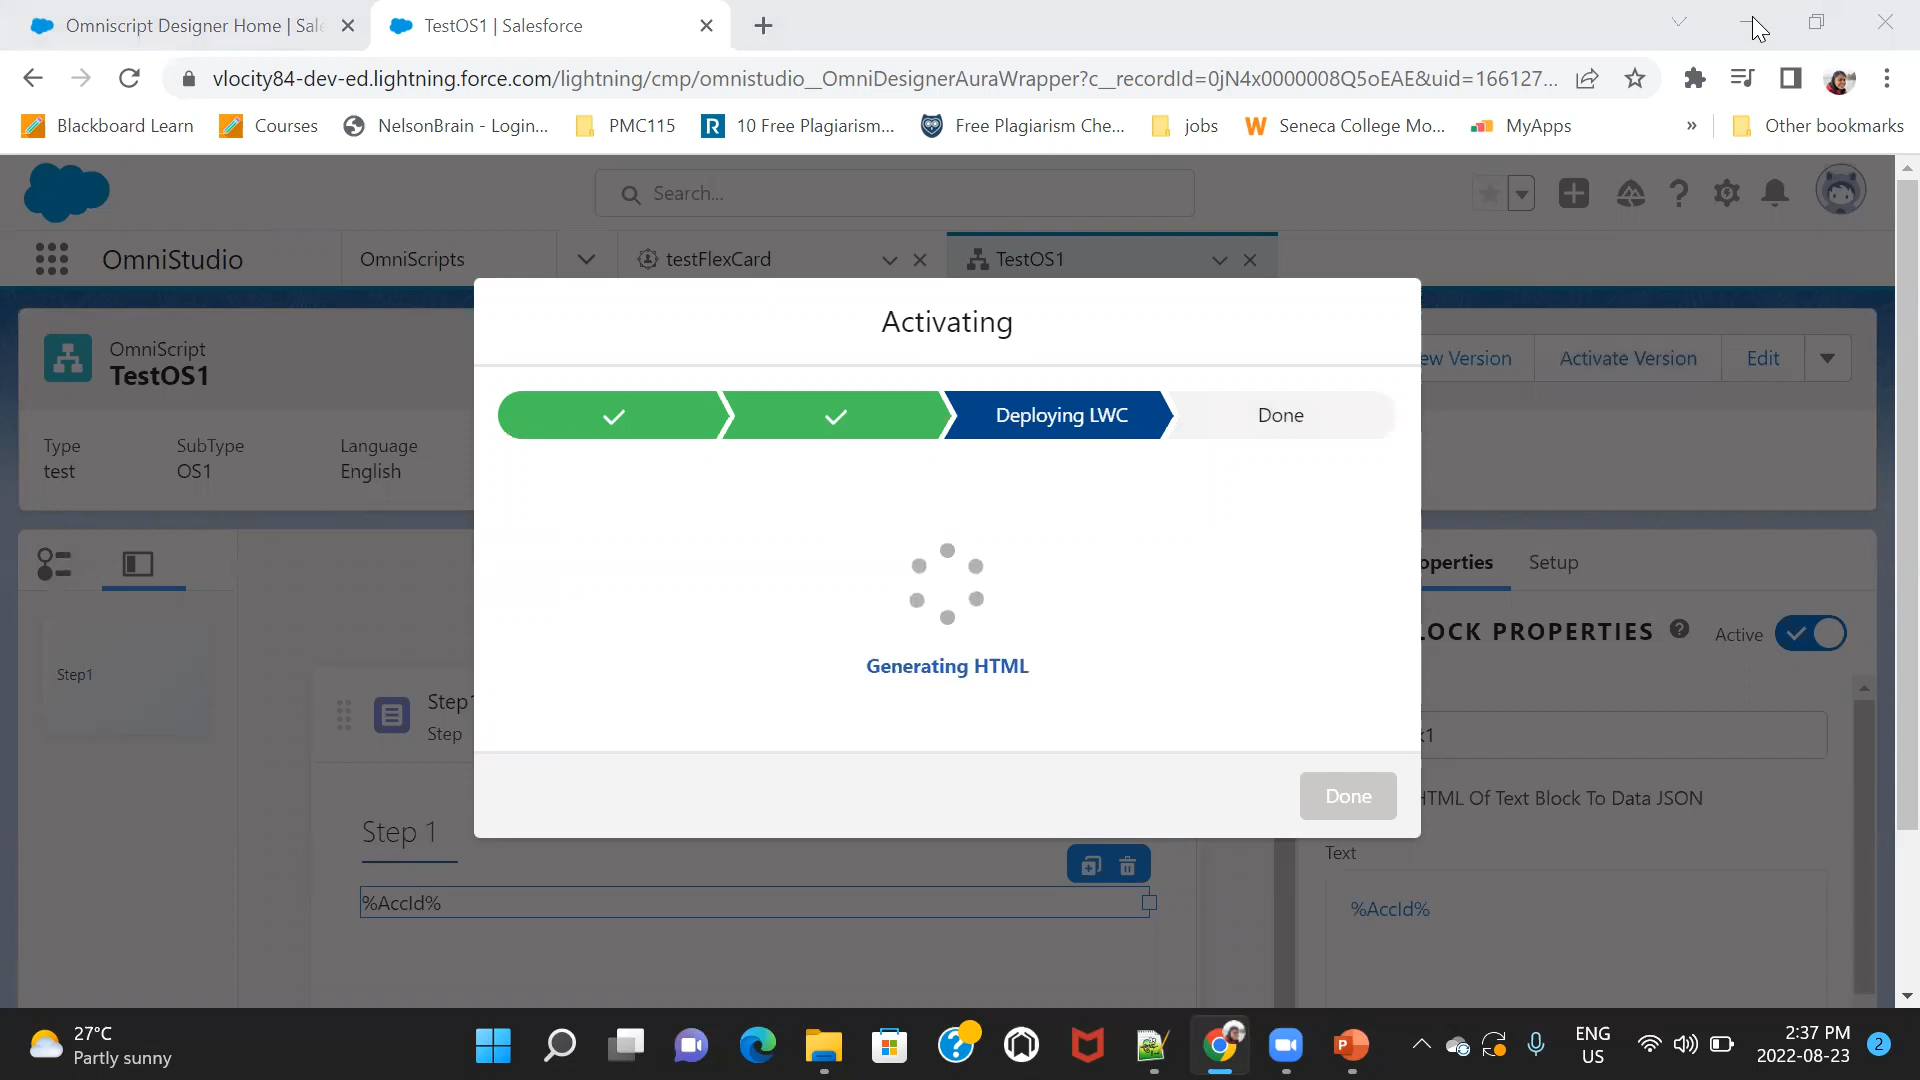 Omniscript Designer Home | Sale
TestOS1 | Salesforce
vlocity84-dev-ed.lightning.force.com/lightning/cmp/omnistudio__OmniDesignerAuraWrapper?c__recordId=0jN4x0000008Q5oEAE&uid=166127...
Blackboard Learn
Courses
NelsonBrain - Login...
PMC115
R
10 Free Plagiarism...
Free Plagiarism Che...
jobs
W
Seneca College Mo...
MyApps
»
Other bookmarks
Search...
OmniStudio
OmniScripts
testFlexCard
TestOS1
OmniScript
TestOS1
ew Version
Activate Version
Edit
Type
test
SubType
OS1
Language
English
Activating
Deploying LWC
Done
Generating HTML
Done
Step1
Step1
Step
Step 1
%AccId%
operties
Setup
LOCK PROPERTIES
Active
k1
HTML Of Text Block To Data JSON
Text
%AccId%
27°C
Partly sunny
ENG
US
2:37 PM
2022-08-23
2